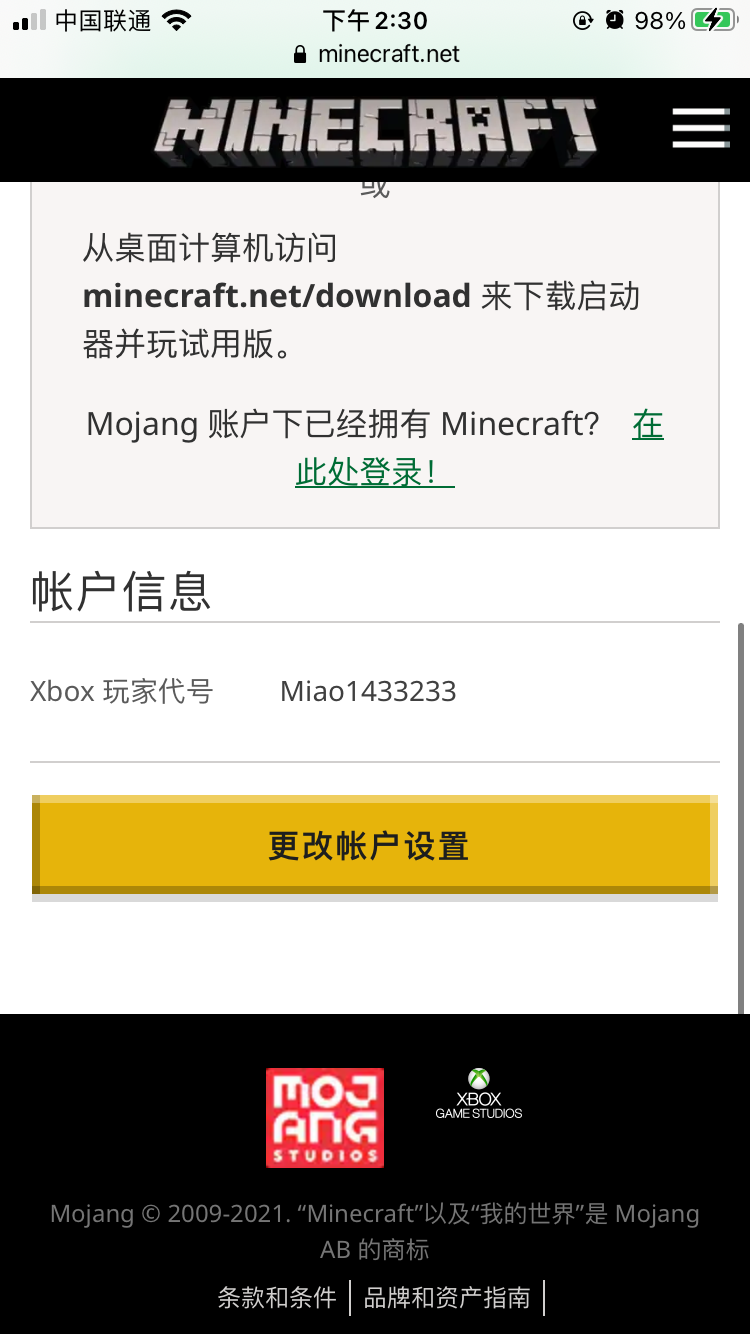 中国联通 下午2:30 98%
minecraft.net
MINECRAFT
或
从桌面计算机访问
minecraft.net/download 来下载启动
器并玩试用版。
Mojang 账户下已经拥有 Minecraft? 在
此处登录!
帐户信息
Xbox 玩家代号 Miao1433233
更改帐户设置
MOJANG STUDIOS
XBOX
GAME STUDIOS
Mojang © 2009-2021. “Minecraft”以及“我的世界”是 Mojang
AB 的商标
条款和条件 品牌和资产指南